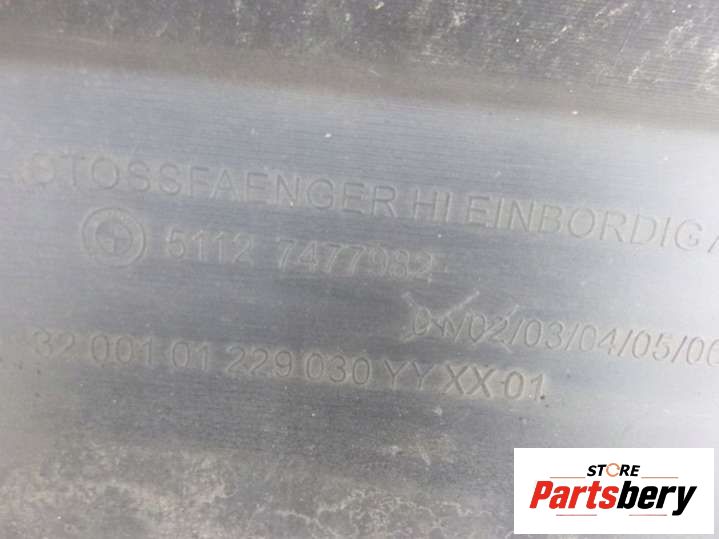 STOSSFAENGER HI EINBORDIG /
5112 7477982
01/02/03/04/05/06
32 001 01 229 030 YY XX 01
STORE
Partsbery